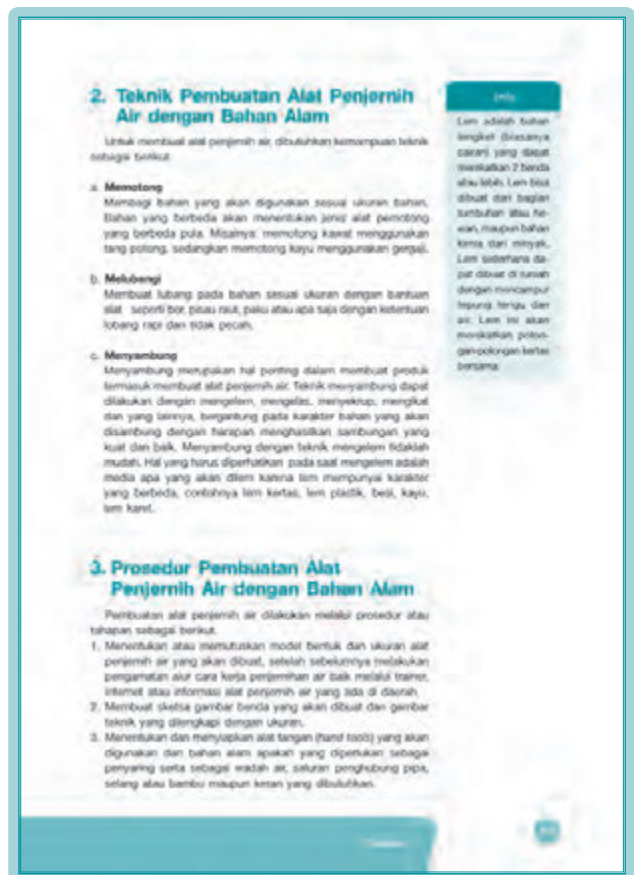 2. Teknik Pembuatan Alat Penjernih
Air dengan Bahan Alam
Untuk membuat alat penjernih air, dibutuhkan kemampuan teknik
sebagai berikut
a. Memotong
Membagi bahan yang akan digunakan sesuai ukuran bahan.
Bahan yang berbeda akan menentukan jenis alat pemotong
yang berbeda pula. Misalnya: memotong kawat menggunakan
tang potong, sedangkan memotong kayu menggunakan gergaji.
b. Melubangi
Membuat lubang pada bahan sesuai ukuran dengan bantuan
alat seperti bor, pisau raut, paku atau apa saja dengan ketentuan
lobang rapi dan tidak pecah.
c. Menyambung
Menyambung merupakan hal penting dalam membuat produk
termasuk membuat alat penjernih air. Teknik menyambung dapat
dilakukan dengan mengelem, mengelas, menyekrup, mengikat
dan yang lainnya, bergantung pada karakter bahan yang akan
disambung dengan harapan menghasilkan sambungan yang
kuat dan baik. Menyambung dengan teknik mengelem tidaklah
mudah. Hal yang harus diperhatikan pada saat mengelem adalah
media apa yang akan dilem karena lem mempunyai karakter
yang berbeda, contohnya lem kertas, lem plastik, besi, kayu,
lem karet.
3. Prosedur Pembuatan Alat
Penjernih Air dengan Bahan Alam
Pembuatan alat penjernih air dilakukan melalui prosedur atau
tahapan sebagai berikut.
1. Menentukan atau memutuskan model bentuk dan ukuran alat
penjernih air yang akan dibuat, setelah sebelumnya melakukan
pengamatan alur cara kerja penjernihan air baik melalui trainer,
internet atau informasi alat penjernih air yang ada di daerah.
2. Membuat sketsa gambar benda yang akan dibuat dan gambar
teknik yang dilengkapi dengan ukuran.
3. Menentukan dan menyiapkan alat tangan (hand tools) yang akan
digunakan dan bahan alam apakah yang diperlukan sebagai
penyaring serta sebagai wadah air, saluran penghubung pipa,
selang atau bambu maupun keran yang dibutuhkan.
Info
Lem adalah bahan
lengket (biasanya
cairan) yang dapat
merekatkan 2 benda
atau lebih. Lem bisa
dibuat dari bagian
tumbuhan atau he-
wan, maupun bahan
kimia dari minyak.
Lem sederhana da-
pat dibuat di rumah
dengan mencampur
tepung terigu dan
air. Lem ini akan
merekatkan poton-
gan-potongan kertas
bersama.